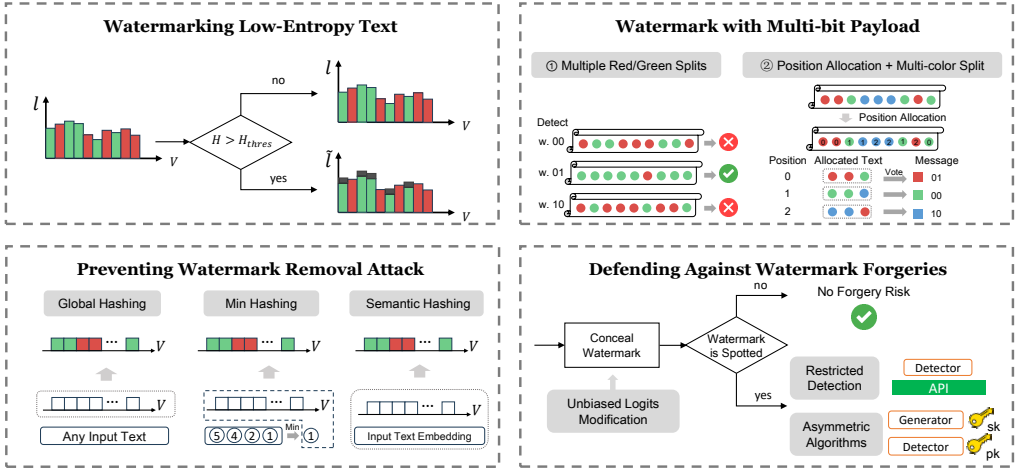 Watermarking Low-Entropy Text
l
V
H > H_thres
no
l
V
yes
l̃
V
Watermark with Multi-bit Payload
① Multiple Red/Green Splits
② Position Allocation + Multi-color Split
Detect
w. 00
w. 01
w. 10
Position Allocation
0 0 1 1 2 2 1 2 0
Position Allocated Text Message
Vote
0 01
1 00
2 10
Preventing Watermark Removal Attack
Global Hashing
Min Hashing
Semantic Hashing
... V
... V
... V
...
V
...
V
...
V
Any Input Text
5 4 2 1
Min
1
Input Text Embedding
Defending Against Watermark Forgeries
no
No Forgery Risk
Conceal
Watermark
Watermark
is Spotted
Unbiased Logits
Modification
yes
Restricted
Detection
Detector
API
Asymmetric
Algorithms
Generator
sk
Detector
pk